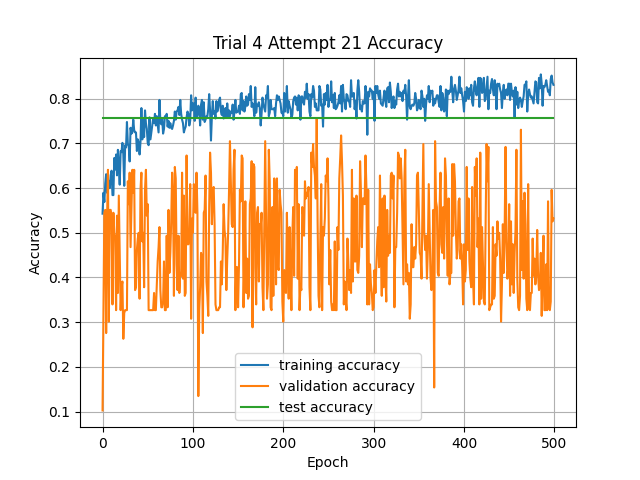 Trial 4 Attempt 21 Accuracy
0.8
0.7
0.6
0.5
0.4
0.3
0.2
0.1
Accuracy
training accuracy
validation accuracy
test accuracy
0 100 200 300 400 500
Epoch